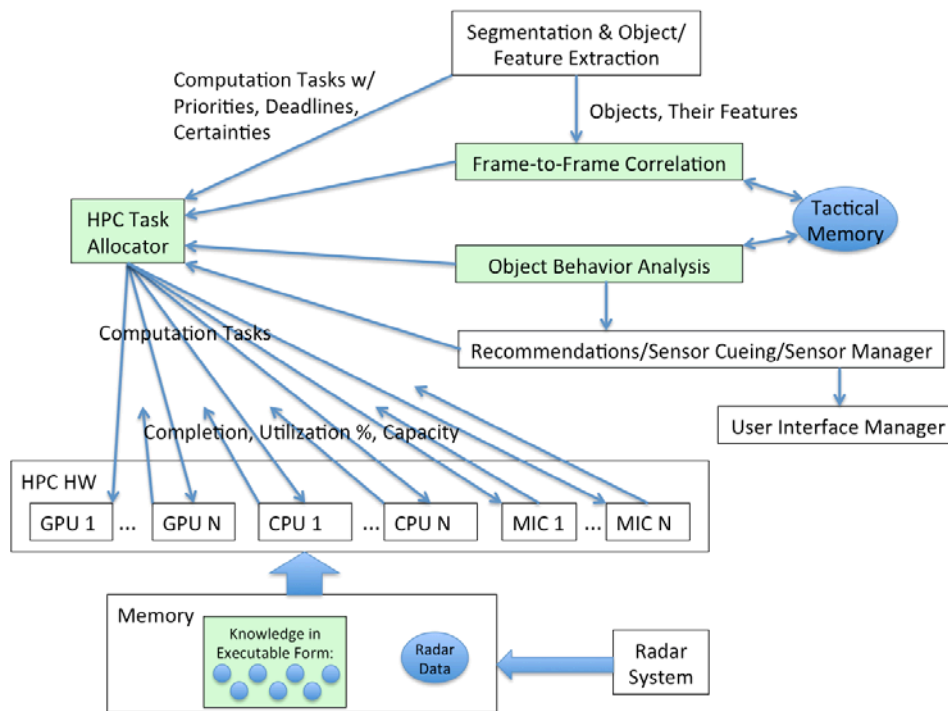 Segmentation & Object/
Feature Extraction
Computation Tasks w/
Priorities, Deadlines,
Certainties
Objects, Their Features
Frame-to-Frame Correlation
HPC Task
Allocator
Tactical
Memory
Object Behavior Analysis
Computation Tasks
Recommendations/Sensor Cueing/Sensor Manager
Completion, Utilization %, Capacity
User Interface Manager
HPC HW
GPU 1 ... GPU N CPU 1 ... CPU N MIC 1 ... MIC N
Memory
Knowledge in
Executable Form:
Radar
Data
Radar
System